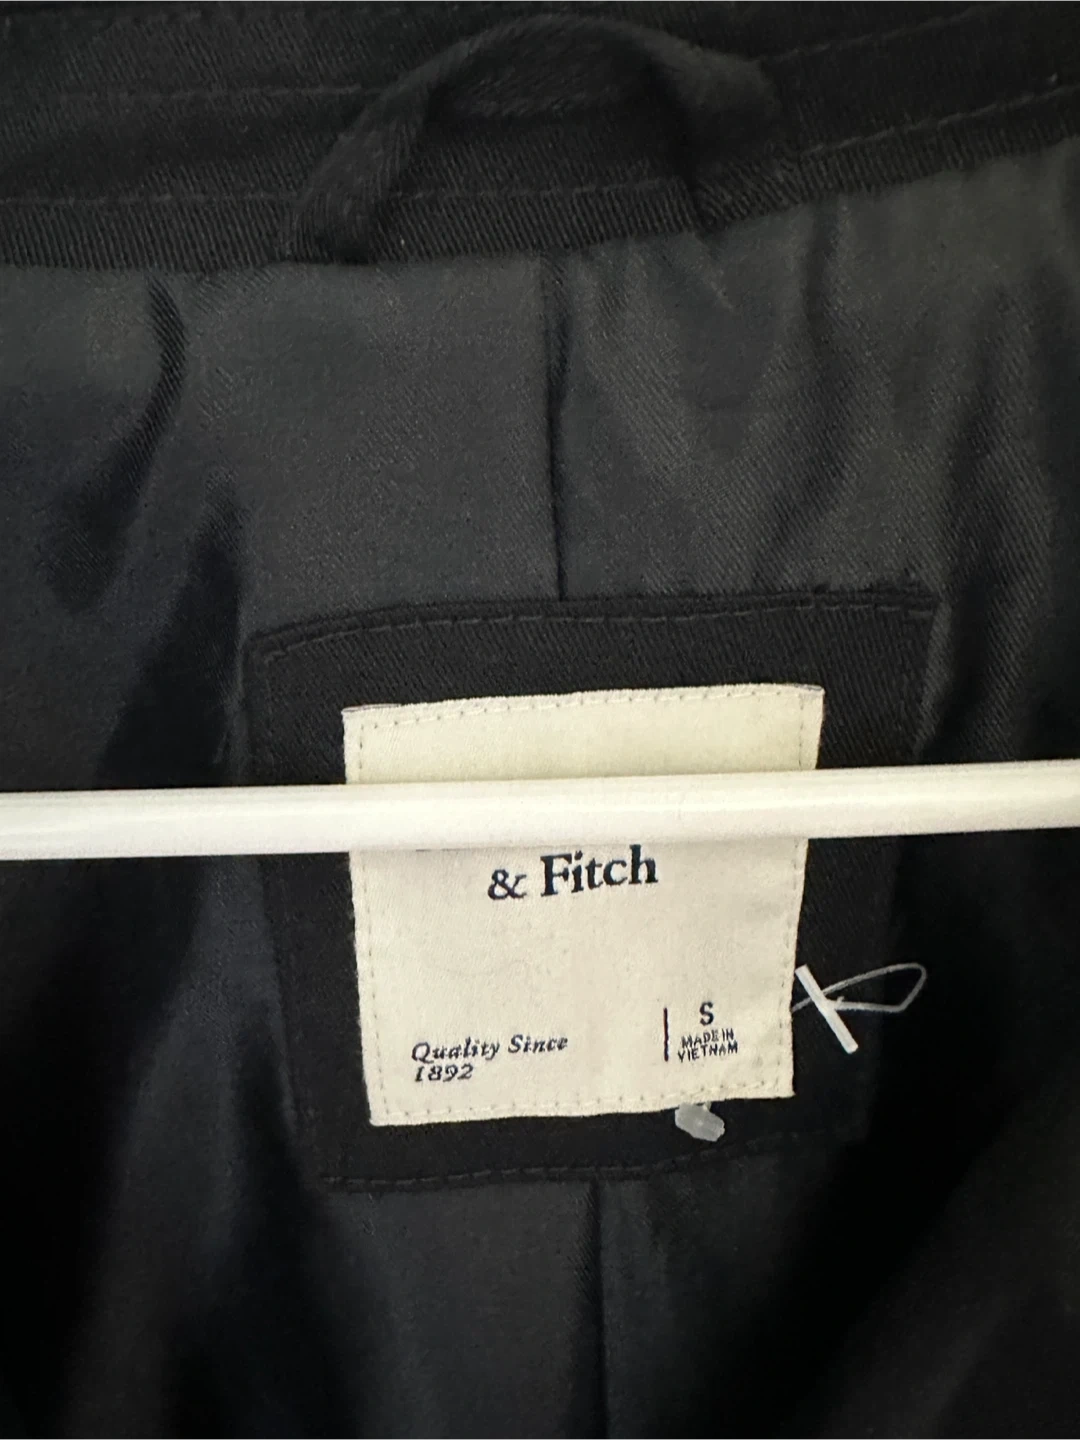 & Fitch
S
MADE IN
VIETNAM
Quality Since
1892